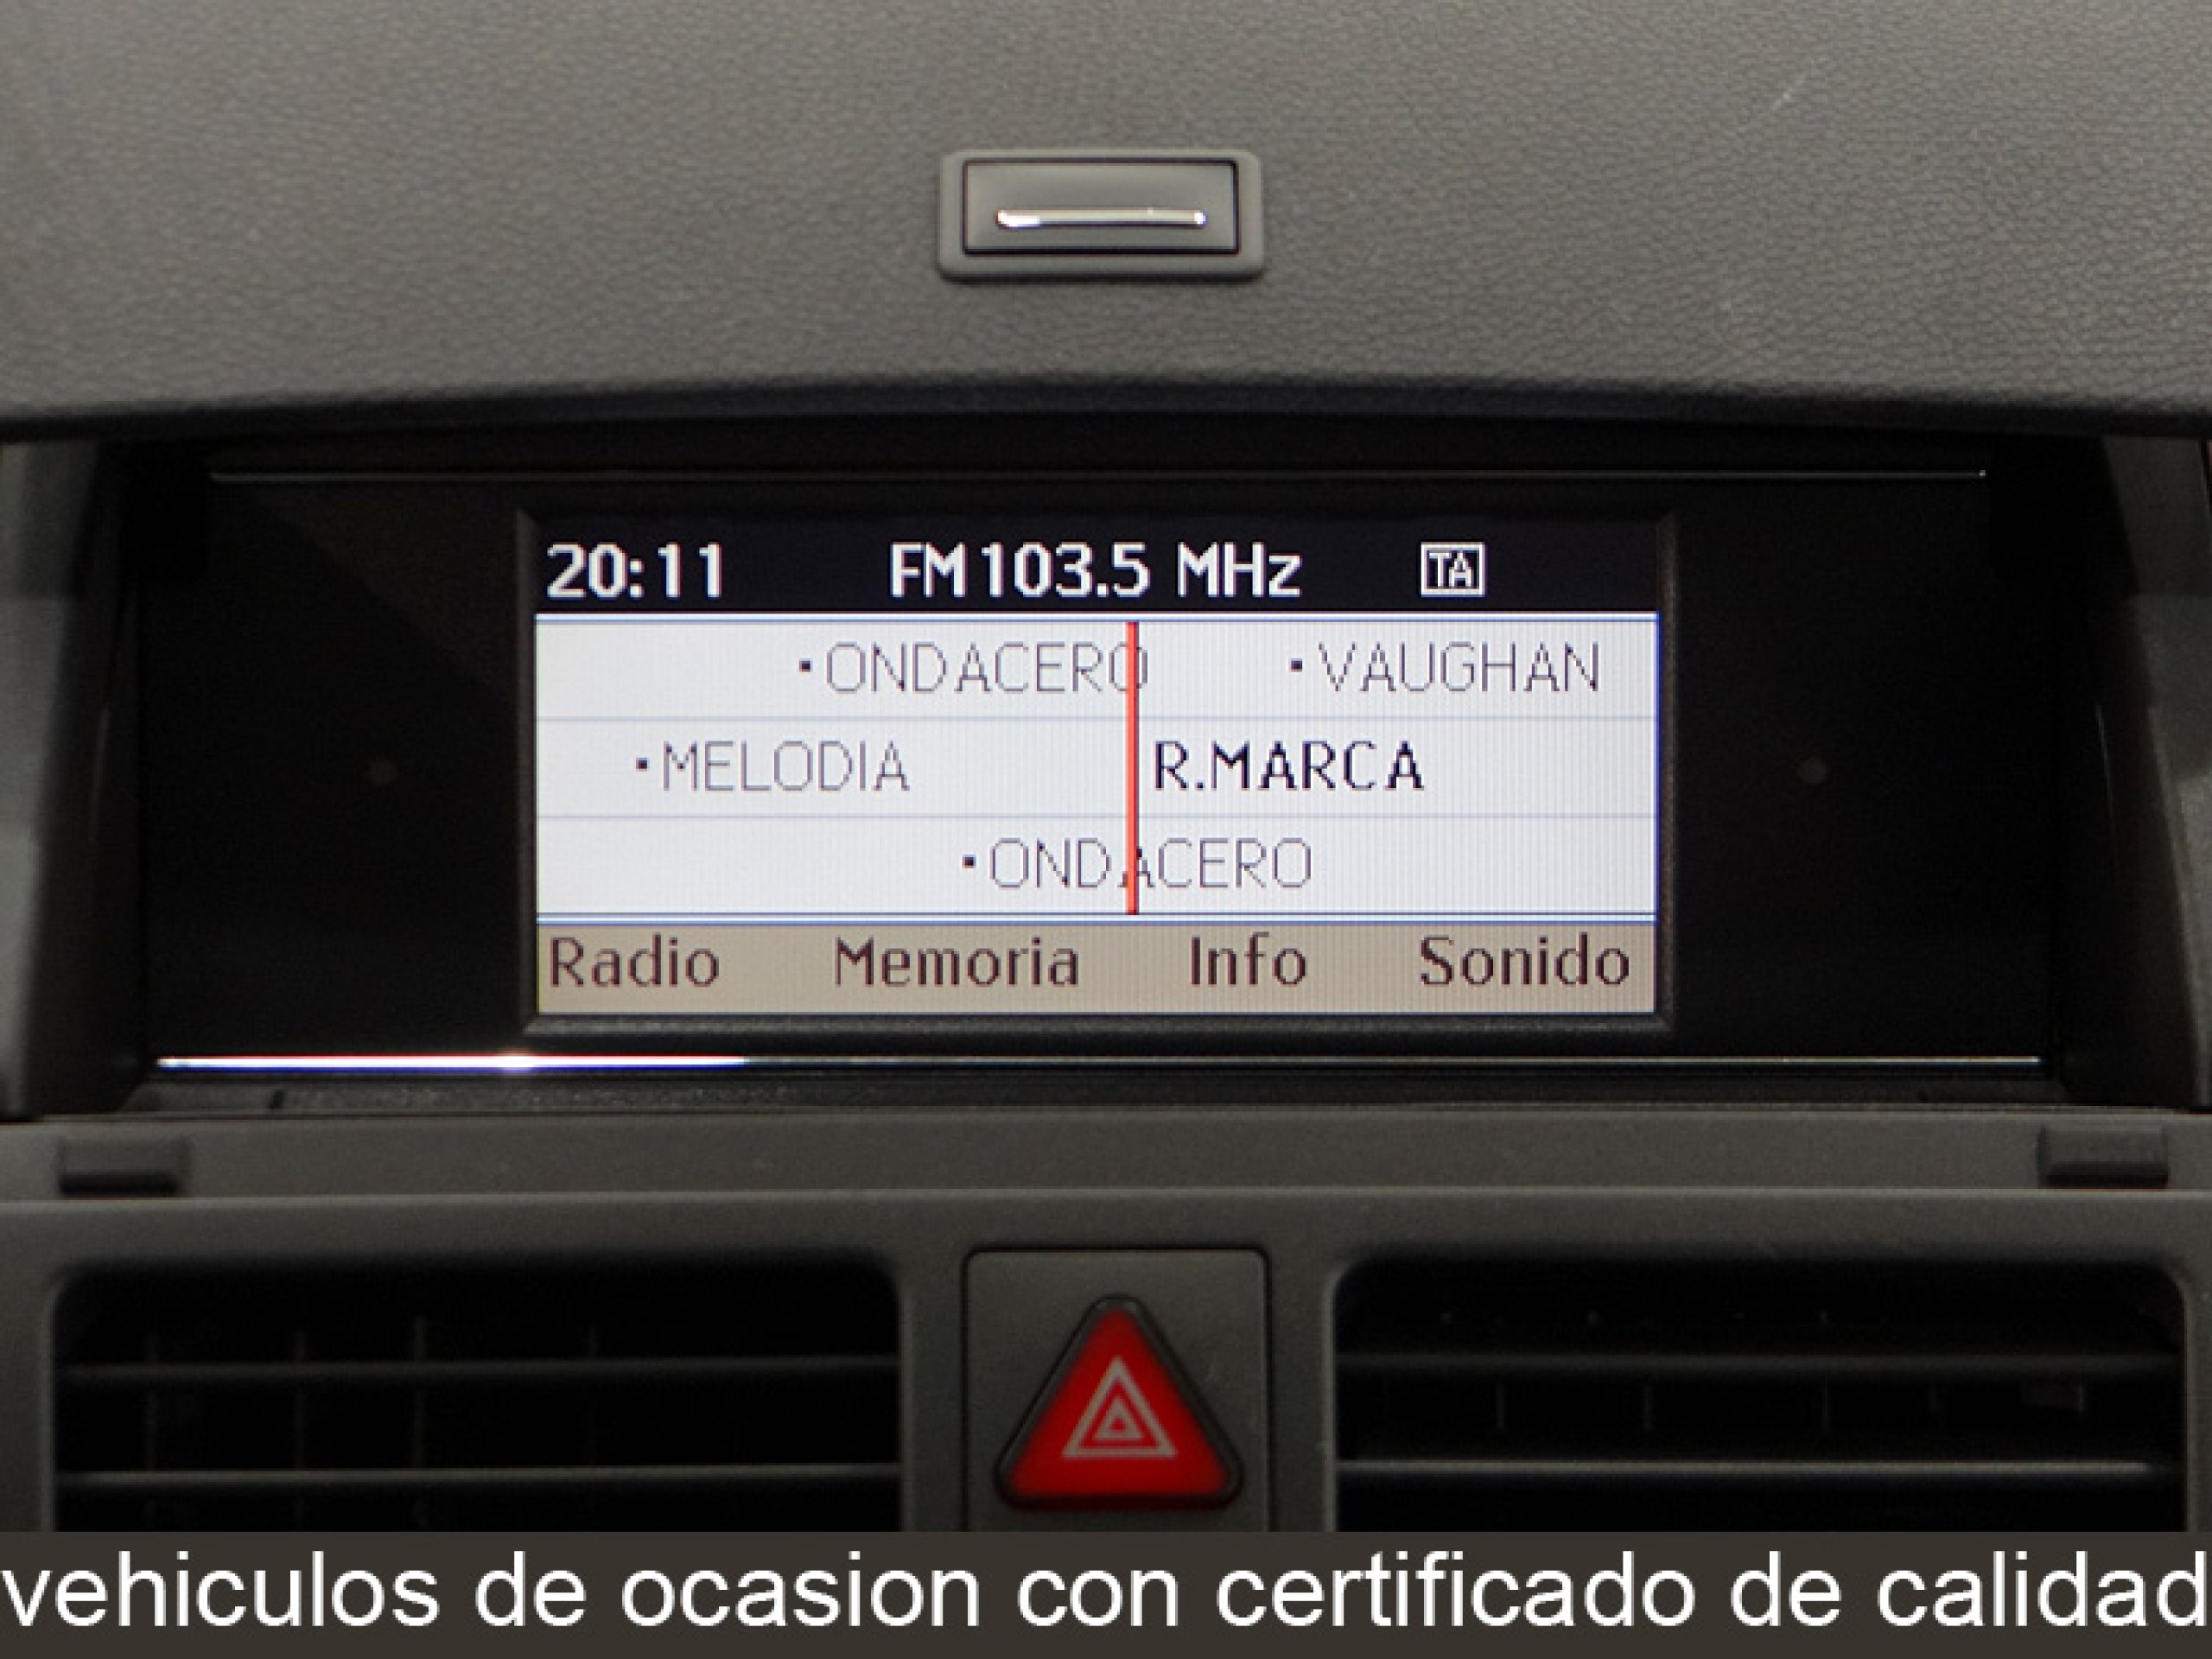 20:11 FM 103.5 MHz TA
·ONDACERO ·VAUGHAN
·MELODIA R.MARCA
·ONDACERO
Radio Memoria Info Sonido
vehiculos de ocasion con certificado de calidad